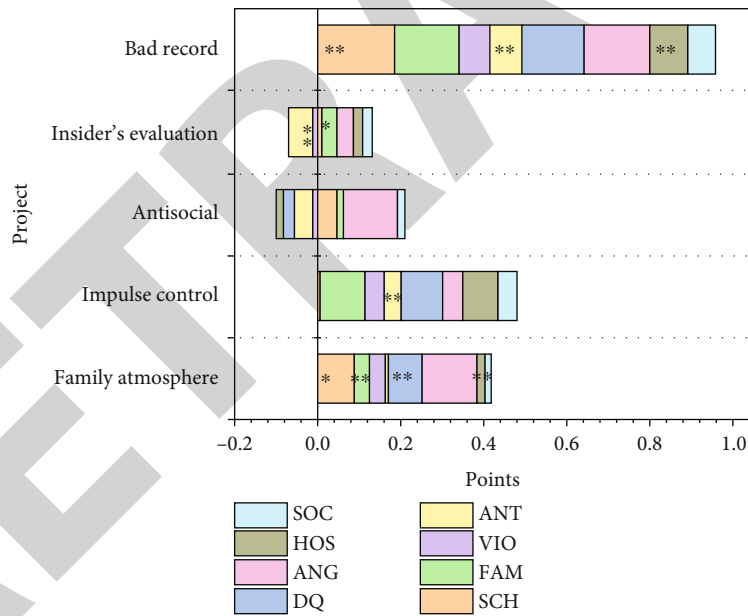 Bad record
** ** **
Insider's evaluation
* *
*
Antisocial
Impulse control
**
Family atmosphere
* ** ** **
Project
−0.2 0.0 0.2 0.4 0.6 0.8 1.0
Points
SOC ANT
HOS VIO
ANG FAM
DQ SCH